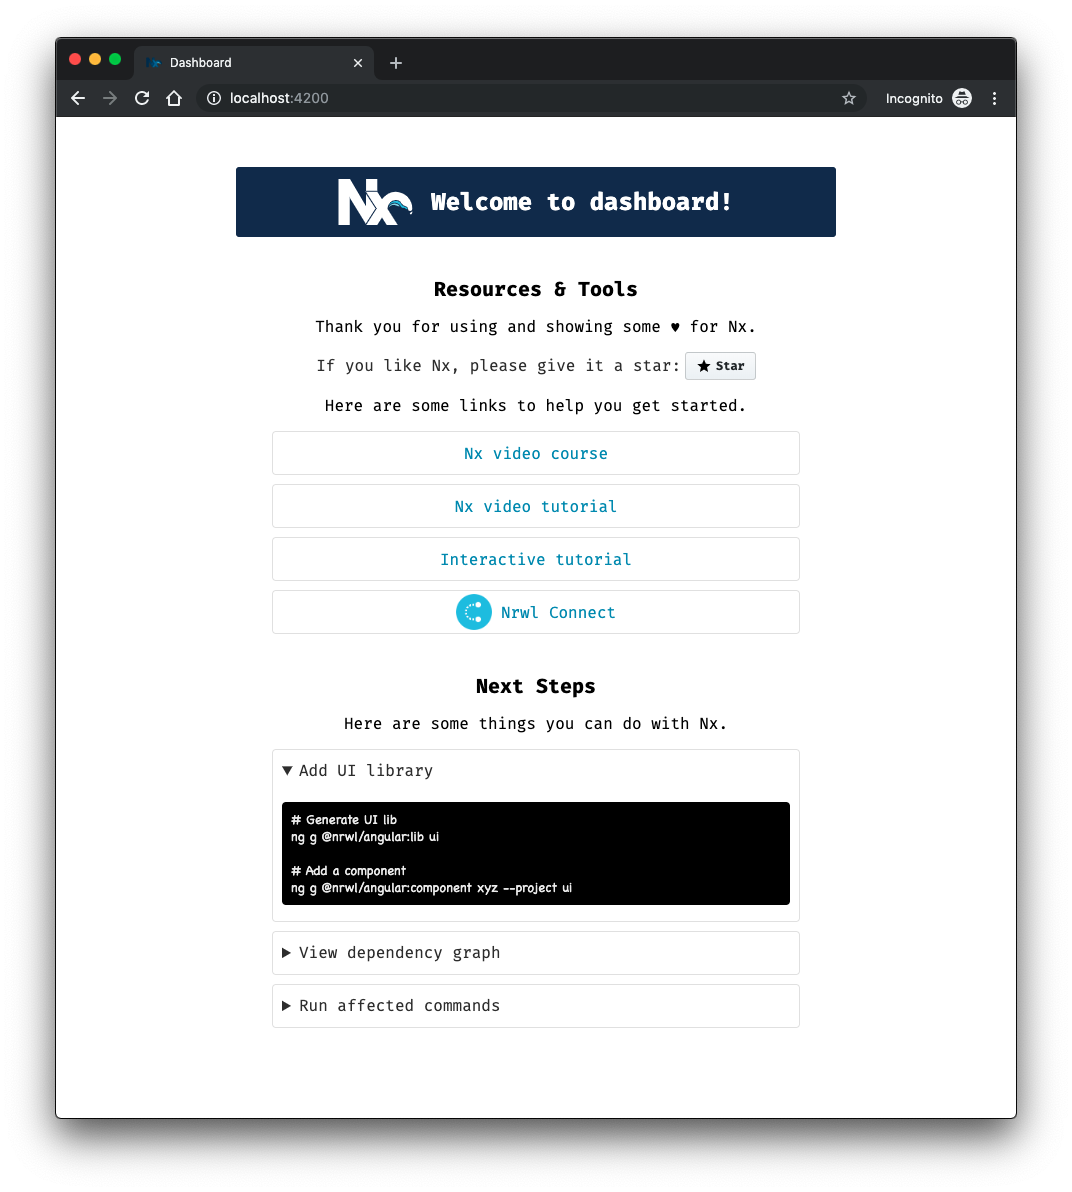 Dashboard
localhost:4200
Incognito
Nx Welcome to dashboard!
Resources & Tools
Thank you for using and showing some ♥ for Nx.
If you like Nx, please give it a star: ★ Star
Here are some links to help you get started.
Nx video course
Nx video tutorial
Interactive tutorial
Nrwl Connect
Next Steps
Here are some things you can do with Nx.
▼ Add UI library
# Generate UI lib
ng g @nrwl/angular:lib ui
# Add a component
ng g @nrwl/angular:component xyz --project ui
▶ View dependency graph
▶ Run affected commands